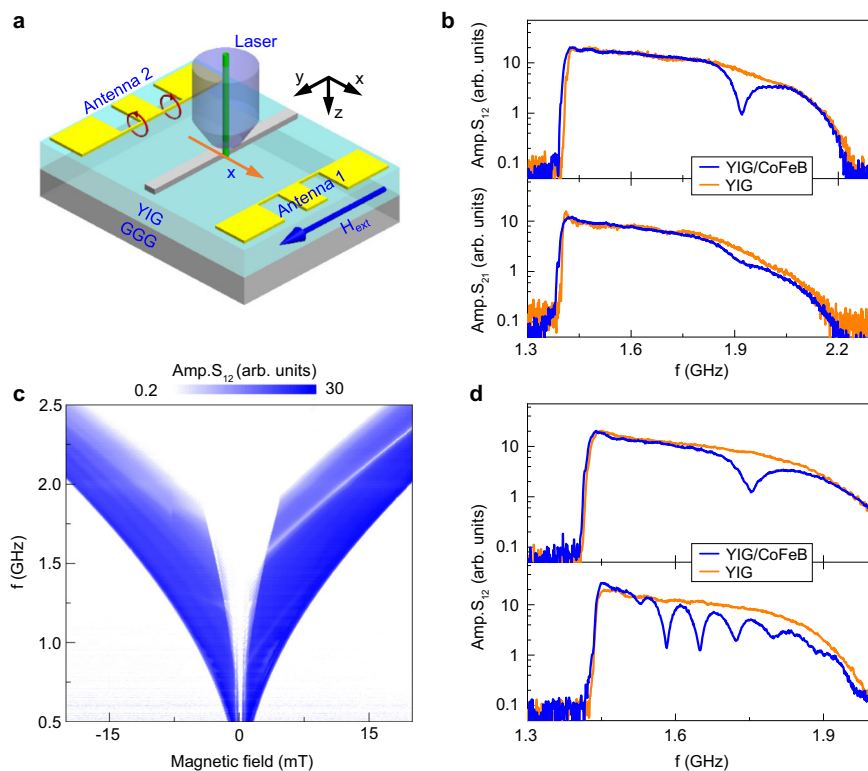 a
Laser
Antenna 2
y
x
z
x
Antenna 1
YIG
GGG
H_ext
b
Amp.S₁₂ (arb. units)
10
1
0.1
YIG/CoFeB
YIG
Amp.S₂₁ (arb. units)
10
1
0.1
1.3
1.6
1.9
2.2
f (GHz)
c
Amp.S₁₂ (arb. units)
0.2
30
f (GHz)
2.5
2.0
1.5
1.0
0.5
-15
0
15
Magnetic field (mT)
d
Amp.S₁₂ (arb. units)
10
1
0.1
YIG/CoFeB
YIG
10
1
0.1
1.3
1.6
1.9
f (GHz)